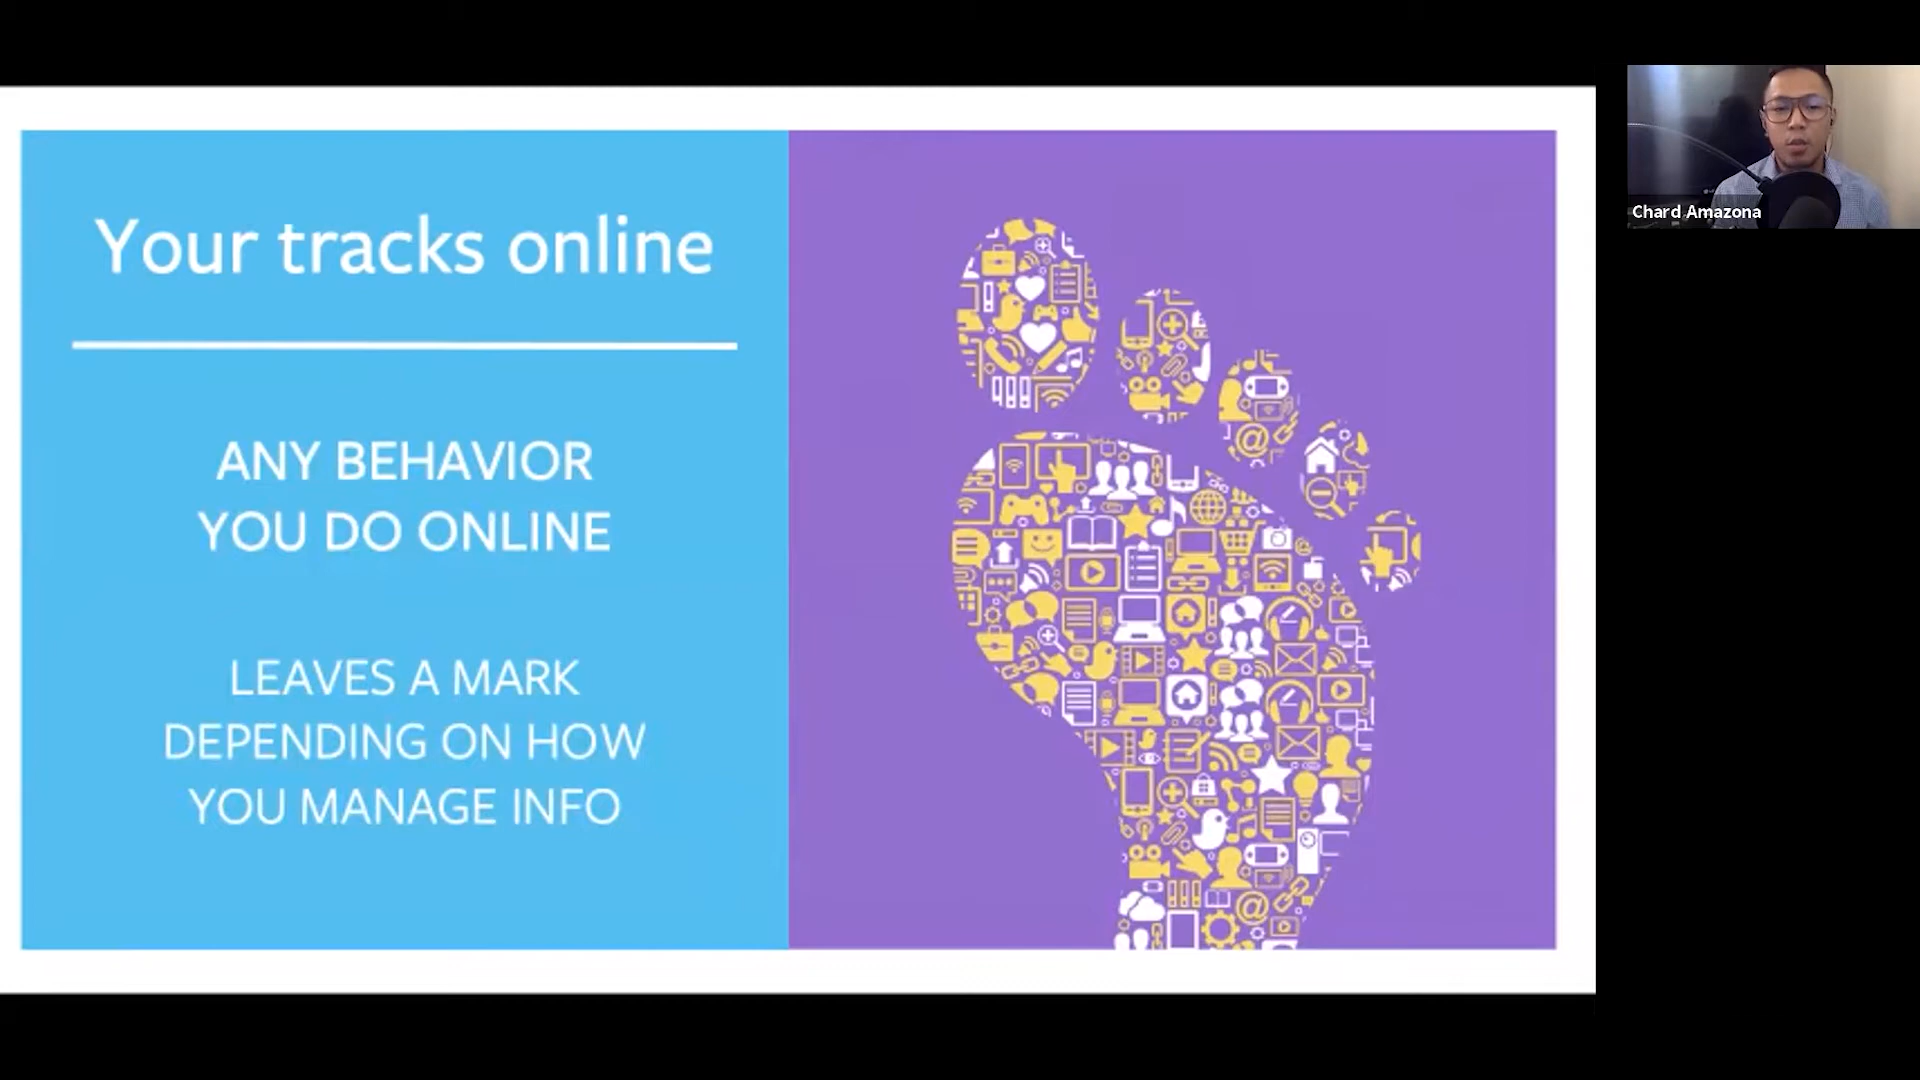 Your tracks online
ANY BEHAVIOR
YOU DO ONLINE
LEAVES A MARK
DEPENDING ON HOW
YOU MANAGE INFO
Chard Amazona